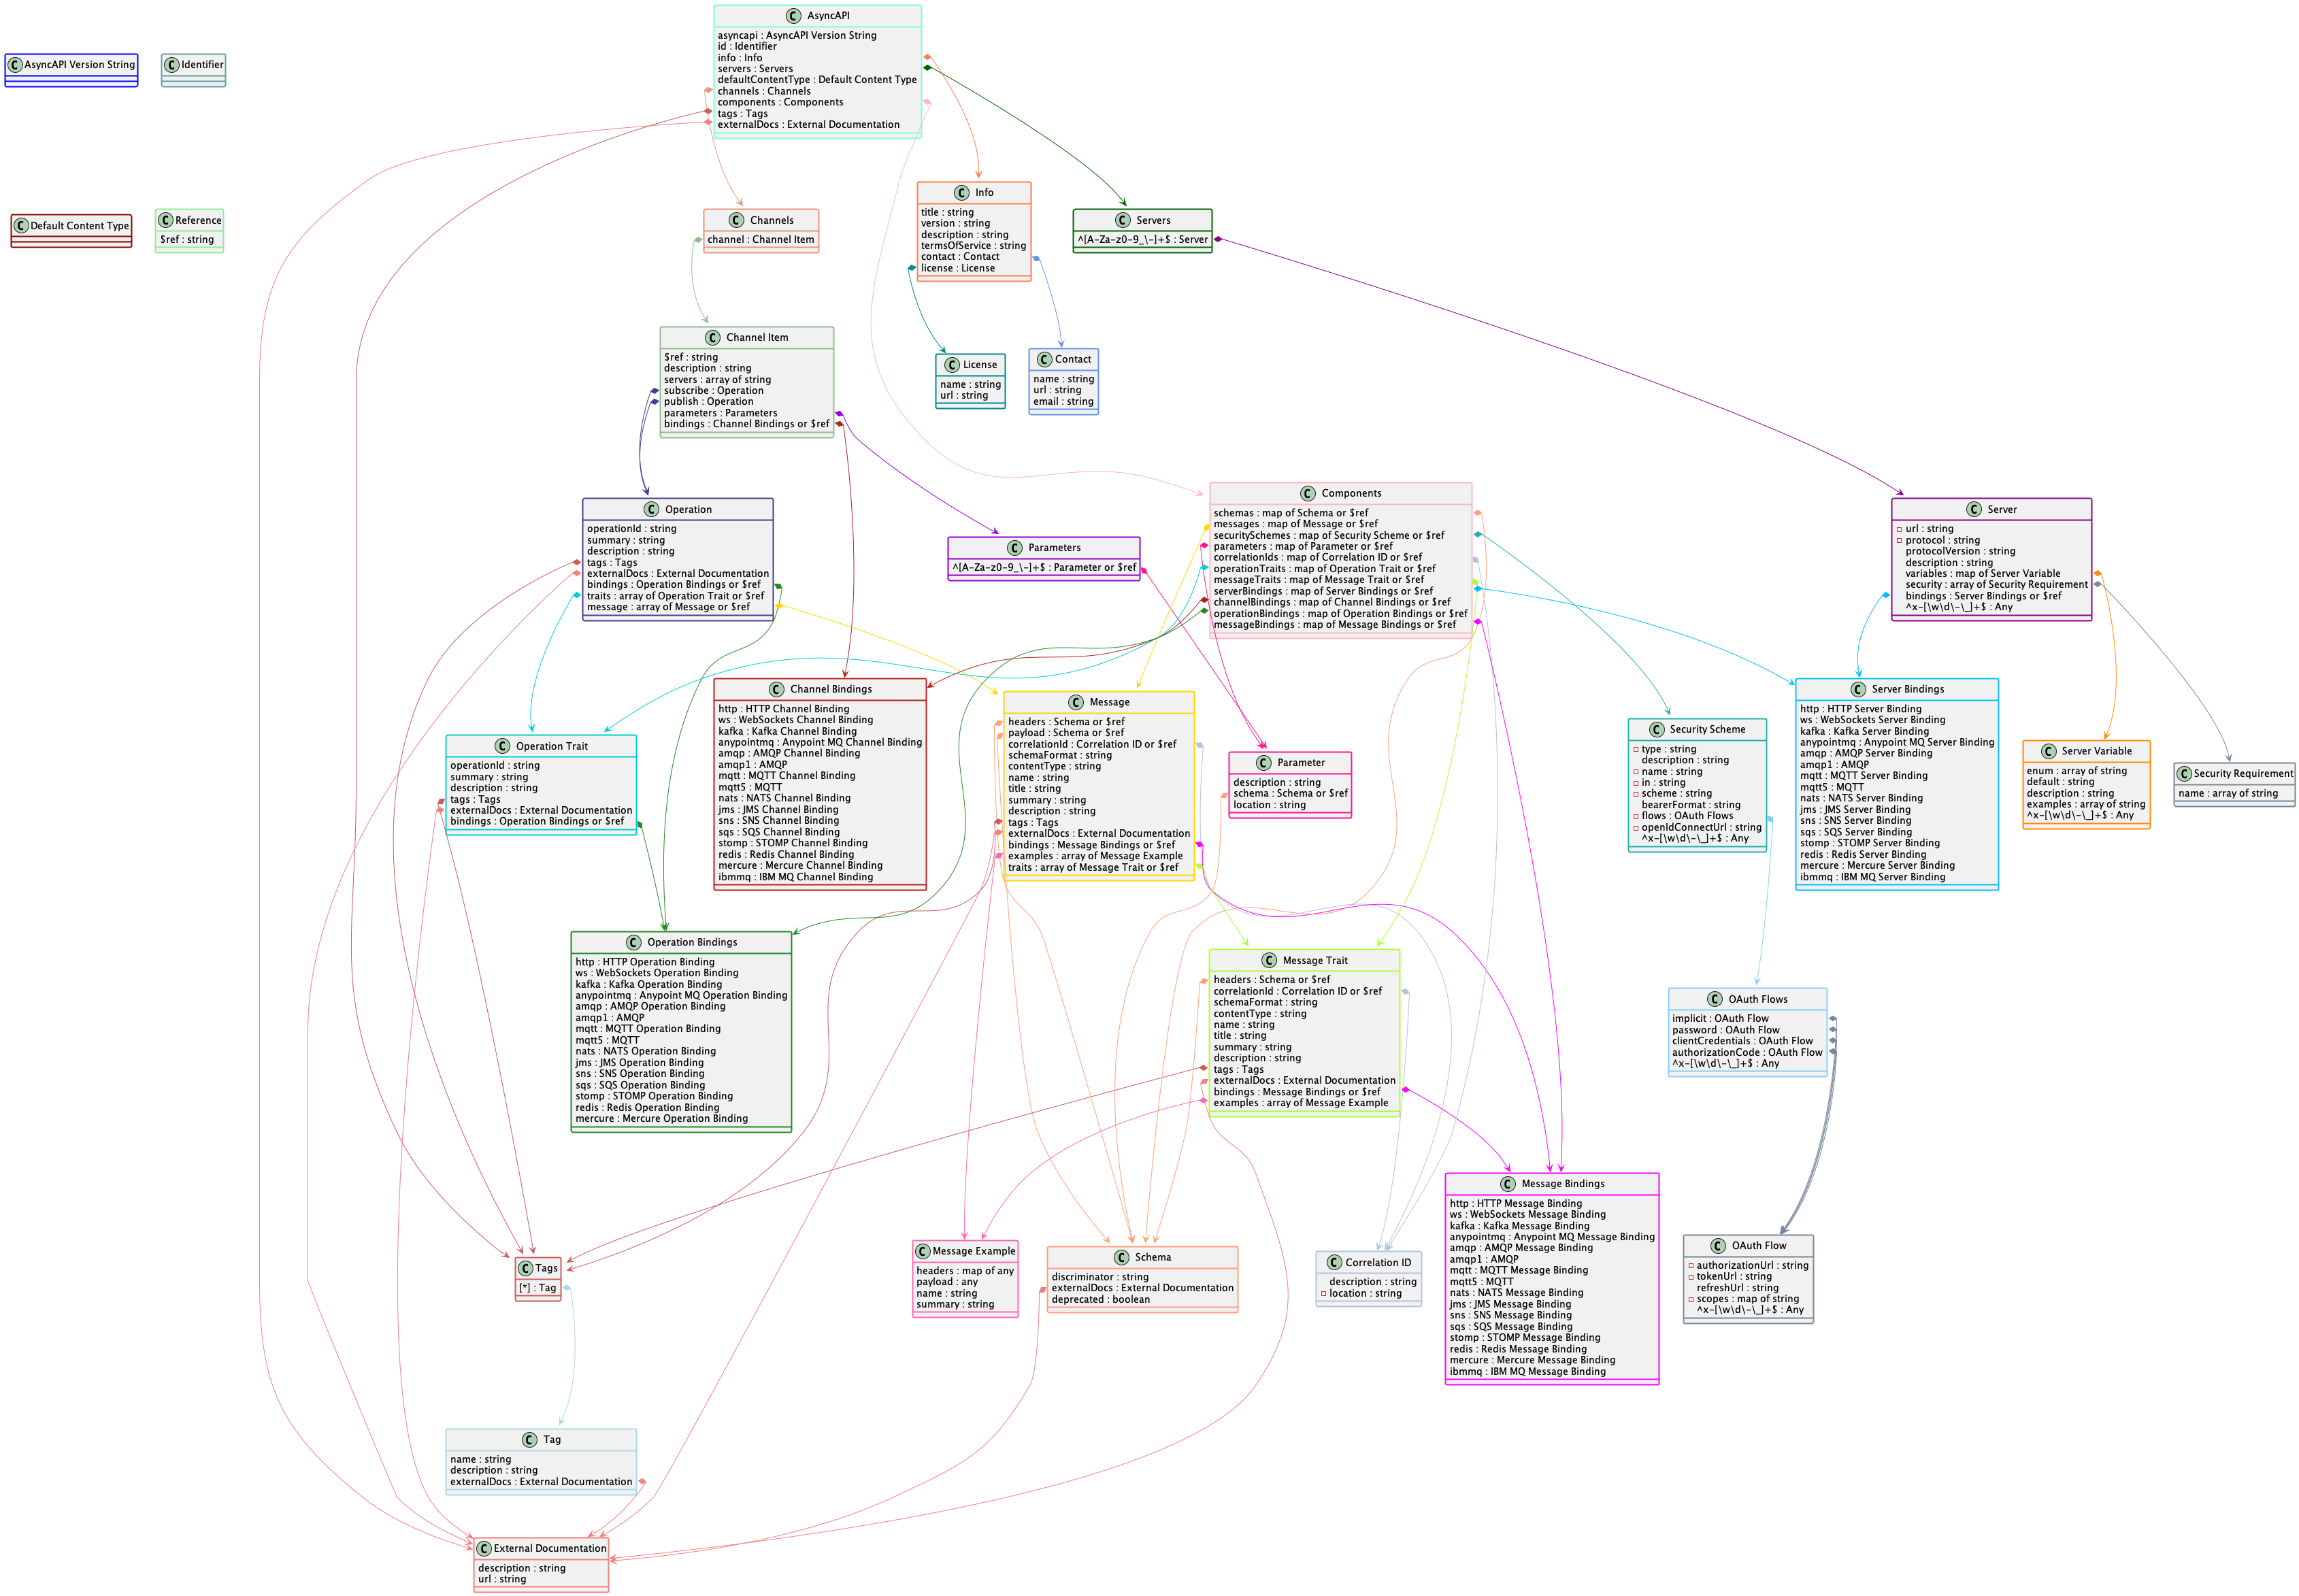 C AsyncAPI
asyncapi : AsyncAPI Version String
id : Identifier
info : Info
servers : Servers
defaultContentType : Default Content Type
channels : Channels
components : Components
tags : Tags
externalDocs : External Documentation
C AsyncAPI Version String
C Identifier
C Default Content Type
C Reference
$ref : string
C Channels
channel : Channel Item
C Info
title : string
version : string
description : string
termsOfService : string
contact : Contact
license : License
C Servers
^[A-Za-z0-9_\-]+$ : Server
C Channel Item
$ref : string
description : string
servers : array of string
subscribe : Operation
publish : Operation
parameters : Parameters
bindings : Channel Bindings or $ref
C License
name : string
url : string
C Contact
name : string
url : string
email : string
C Operation
operationId : string
summary : string
description : string
tags : Tags
externalDocs : External Documentation
bindings : Operation Bindings or $ref
traits : array of Operation Trait or $ref
message : array of Message or $ref
C Parameters
^[A-Za-z0-9_\-]+$ : Parameter or $ref
C Components
schemas : map of Schema or $ref
messages : map of Message or $ref
securitySchemes : map of Security Scheme or $ref
parameters : map of Parameter or $ref
correlationIds : map of Correlation ID or $ref
operationTraits : map of Operation Trait or $ref
messageTraits : map of Message Trait or $ref
serverBindings : map of Server Bindings or $ref
channelBindings : map of Channel Bindings or $ref
operationBindings : map of Operation Bindings or $ref
messageBindings : map of Message Bindings or $ref
C Server
url : string
protocol : string
protocolVersion : string
description : string
variables : map of Server Variable
security : array of Security Requirement
bindings : Server Bindings or $ref
^x-[\w\d\-\_]+$ : Any
C Operation Trait
operationId : string
summary : string
description : string
tags : Tags
externalDocs : External Documentation
bindings : Operation Bindings or $ref
C Channel Bindings
http : HTTP Channel Binding
ws : WebSockets Channel Binding
kafka : Kafka Channel Binding
anypointmq : Anypoint MQ Channel Binding
amqp : AMQP Channel Binding
amqp1 : AMQP
mqtt : MQTT Channel Binding
mqtt5 : MQTT
nats : NATS Channel Binding
jms : JMS Channel Binding
sns : SNS Channel Binding
sqs : SQS Channel Binding
stomp : STOMP Channel Binding
redis : Redis Channel Binding
mercure : Mercure Channel Binding
ibmmq : IBM MQ Channel Binding
C Message
headers : Schema or $ref
payload : Schema or $ref
correlationId : Correlation ID or $ref
schemaFormat : string
contentType : string
name : string
title : string
summary : string
description : string
tags : Tags
externalDocs : External Documentation
bindings : Message Bindings or $ref
examples : array of Message Example
traits : array of Message Trait or $ref
C Parameter
description : string
schema : Schema or $ref
location : string
C Security Scheme
type : string
description : string
name : string
in : string
scheme : string
bearerFormat : string
flows : OAuth Flows
openIdConnectUrl : string
^x-[\w\d\-\_]+$ : Any
C Server Bindings
http : HTTP Server Binding
ws : WebSockets Server Binding
kafka : Kafka Server Binding
anypointmq : Anypoint MQ Server Binding
amqp : AMQP Server Binding
amqp1 : AMQP
mqtt : MQTT Server Binding
mqtt5 : MQTT
nats : NATS Server Binding
jms : JMS Server Binding
sns : SNS Server Binding
sqs : SQS Server Binding
stomp : STOMP Server Binding
redis : Redis Server Binding
mercure : Mercure Server Binding
ibmmq : IBM MQ Server Binding
C Server Variable
enum : array of string
default : string
description : string
examples : array of string
^x-[\w\d\-\_]+$ : Any
C Security Requirement
name : array of string
C Operation Bindings
http : HTTP Operation Binding
ws : WebSockets Operation Binding
kafka : Kafka Operation Binding
anypointmq : Anypoint MQ Operation Binding
amqp : AMQP Operation Binding
amqp1 : AMQP
mqtt : MQTT Operation Binding
mqtt5 : MQTT
nats : NATS Operation Binding
jms : JMS Operation Binding
sns : SNS Operation Binding
sqs : SQS Operation Binding
stomp : STOMP Operation Binding
redis : Redis Operation Binding
mercure : Mercure Operation Binding
C Message Trait
headers : Schema or $ref
correlationId : Correlation ID or $ref
schemaFormat : string
contentType : string
name : string
title : string
summary : string
description : string
tags : Tags
externalDocs : External Documentation
bindings : Message Bindings or $ref
examples : array of Message Example
C OAuth Flows
implicit : OAuth Flow
password : OAuth Flow
clientCredentials : OAuth Flow
authorizationCode : OAuth Flow
^x-[\w\d\-\_]+$ : Any
C Tags
[*] : Tag
C Message Example
headers : map of any
payload : any
name : string
summary : string
C Schema
discriminator : string
externalDocs : External Documentation
deprecated : boolean
C Correlation ID
description : string
location : string
C Message Bindings
http : HTTP Message Binding
ws : WebSockets Message Binding
kafka : Kafka Message Binding
anypointmq : Anypoint MQ Message Binding
amqp : AMQP Message Binding
amqp1 : AMQP
mqtt : MQTT Message Binding
mqtt5 : MQTT
nats : NATS Message Binding
jms : JMS Message Binding
sns : SNS Message Binding
sqs : SQS Message Binding
stomp : STOMP Message Binding
redis : Redis Message Binding
mercure : Mercure Message Binding
ibmmq : IBM MQ Message Binding
C OAuth Flow
authorizationUrl : string
tokenUrl : string
refreshUrl : string
scopes : map of string
^x-[\w\d\-\_]+$ : Any
C Tag
name : string
description : string
externalDocs : External Documentation
C External Documentation
description : string
url : string